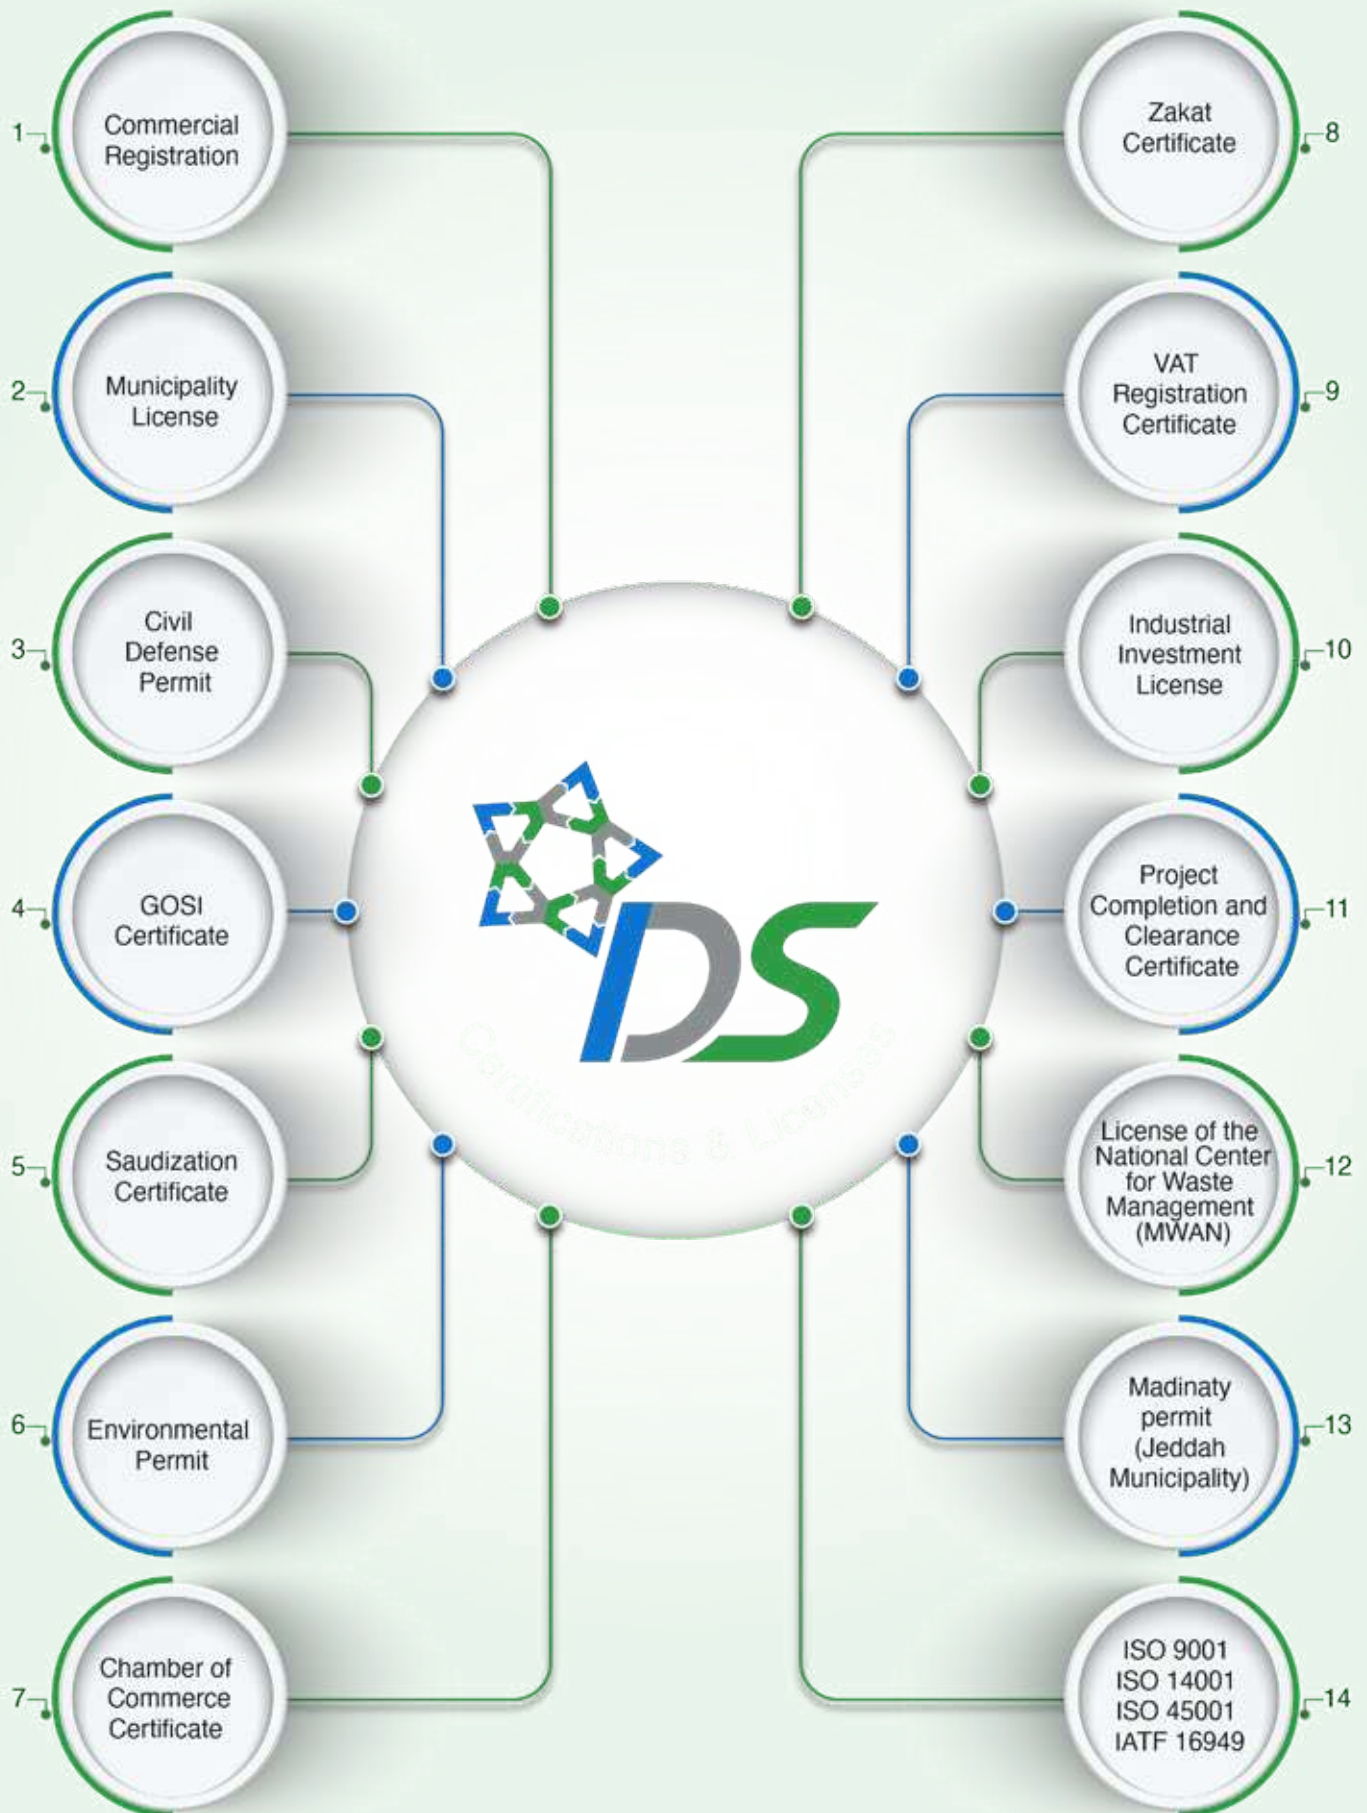 1
Commercial
Registration
2
Municipality
License
3
Civil
Defense
Permit
4
GOSI
Certificate
5
Saudization
Certificate
6
Environmental
Permit
7
Chamber of
Commerce
Certificate
IDS
Certifications & Licenses
8
Zakat
Certificate
9
VAT
Registration
Certificate
10
Industrial
Investment
License
11
Project
Completion and
Clearance
Certificate
12
License of the
National Center
for Waste
Management
(MWAN)
13
Madinaty
permit
(Jeddah
Municipality)
14
ISO 9001
ISO 14001
ISO 45001
IATF 16949